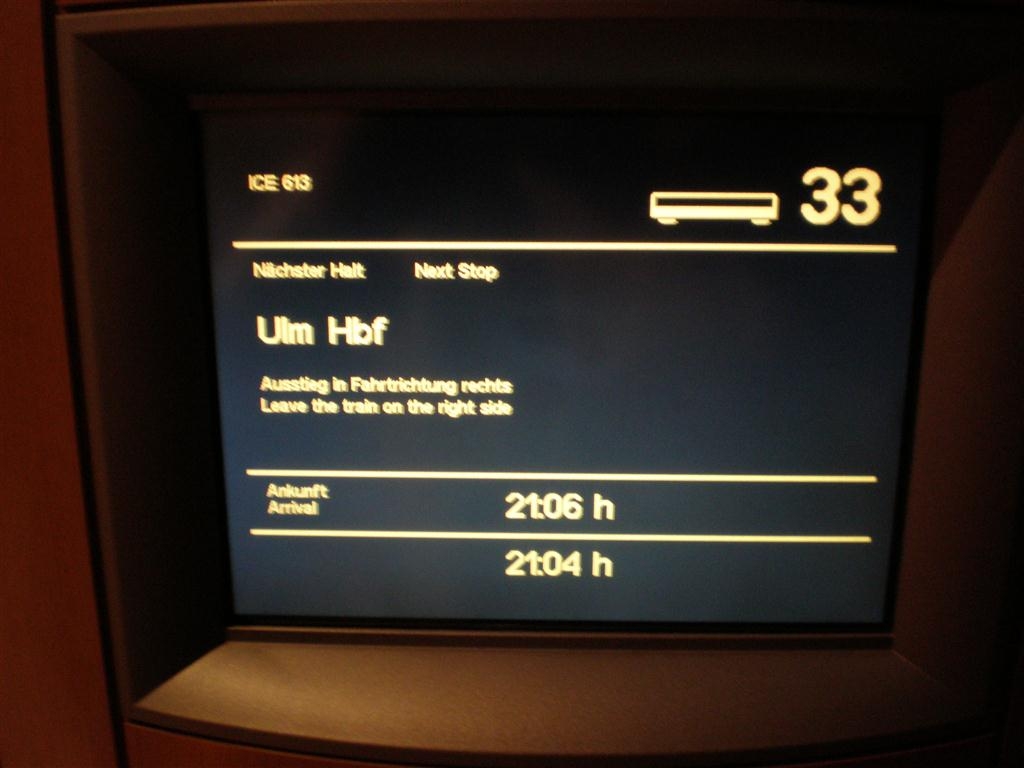 ICE 613
33
Nächster Halt Next Stop
Ulm Hbf
Ausstieg in Fahrtrichtung rechts
Leave the train on the right side
Ankunft
Arrival
21:06 h
21:04 h